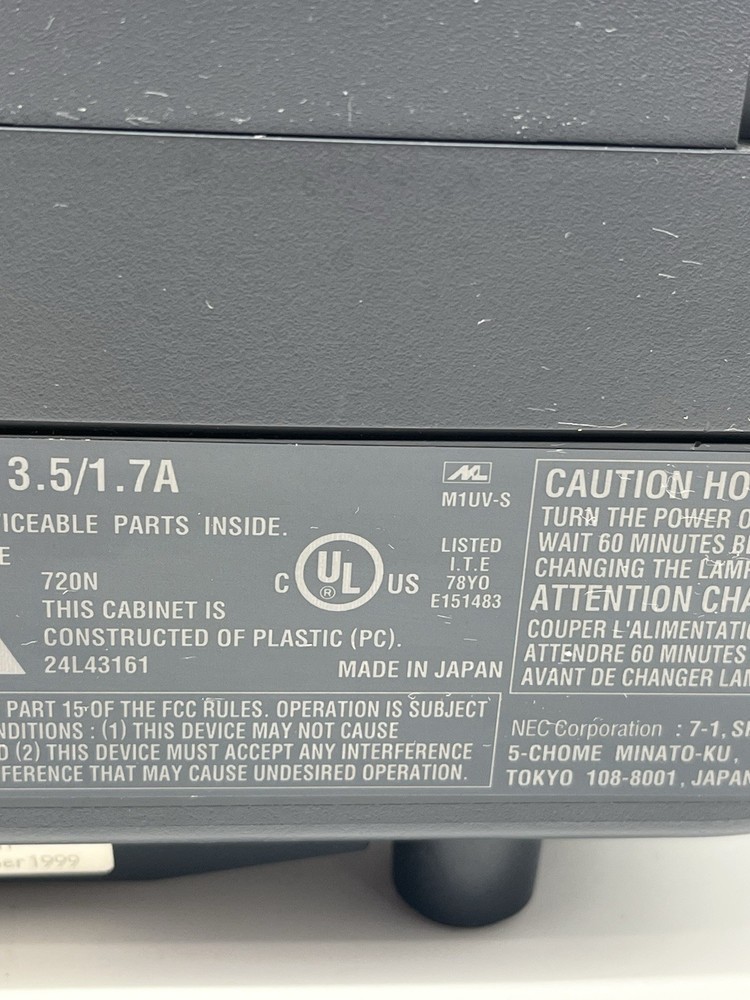 3.5/1.7A
ICEABLE PARTS INSIDE.
E
720N
THIS CABINET IS
CONSTRUCTED OF PLASTIC (PC).
24L43161
C UL ® US
MADE IN JAPAN
M1UV-S
LISTED
I.T.E
78YO
E151483
CAUTION HO
TURN THE POWER O
WAIT 60 MINUTES BE
CHANGING THE LAMP
ATTENTION CHA
COUPER L'ALIMENTATI
ATTENDRE 60 MINUTES
AVANT DE CHANGER LAM
PART 15 OF THE FCC RULES. OPERATION IS SUBJECT
NDITIONS : (1) THIS DEVICE MAY NOT CAUSE
D (2) THIS DEVICE MUST ACCEPT ANY INTERFERENCE
FERENCE THAT MAY CAUSE UNDESIRED OPERATION.
NEC Corporation : 7-1, SH
5-CHOME MINATO-KU,
TOKYO 108-8001, JAPAN
er 1999